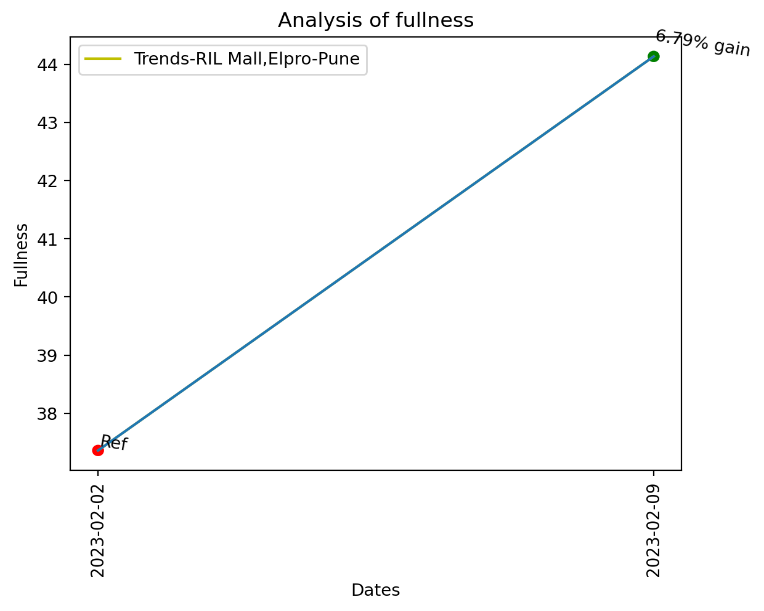 Analysis of fullness
6.79% gain
Trends-RIL Mall,Elpro-Pune
44
43
42
41
40
39
38
Fullness
Ref
2023-02-02
2023-02-09
Dates